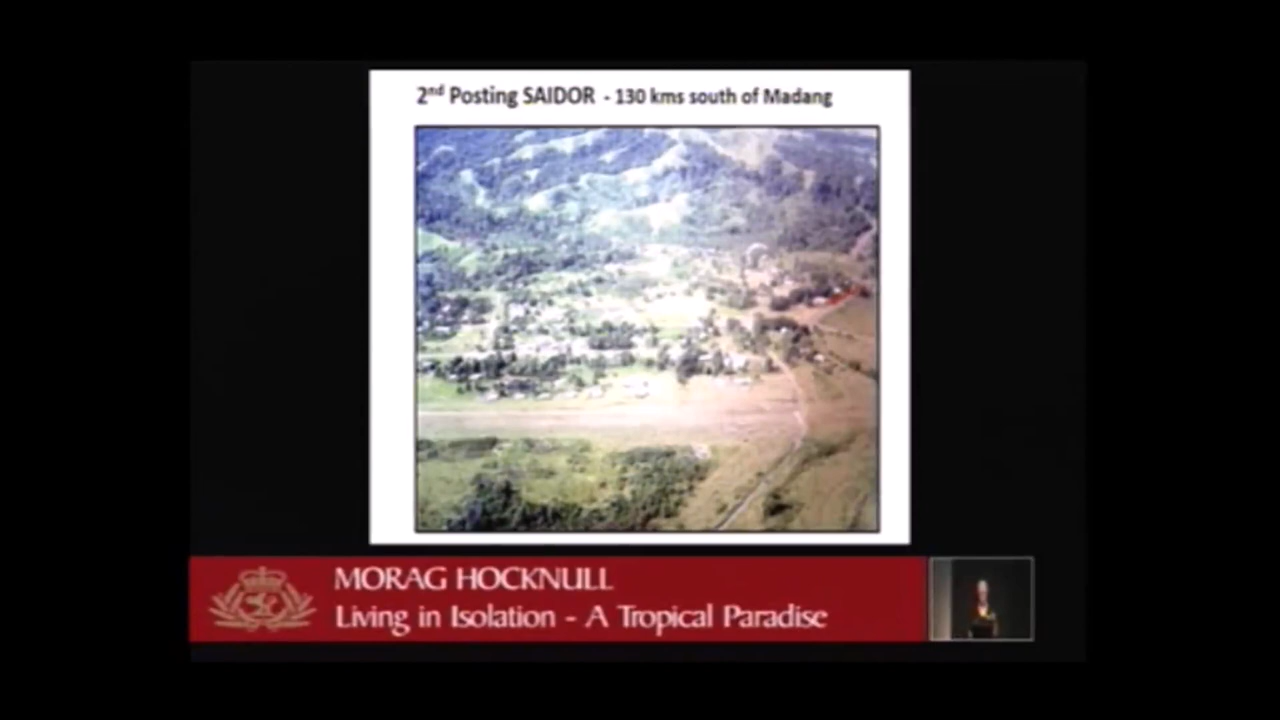 2nd Posting SAIDOR - 130 kms south of Madang
MORAG HOCKNULL
Living in Isolation - A Tropical Paradise